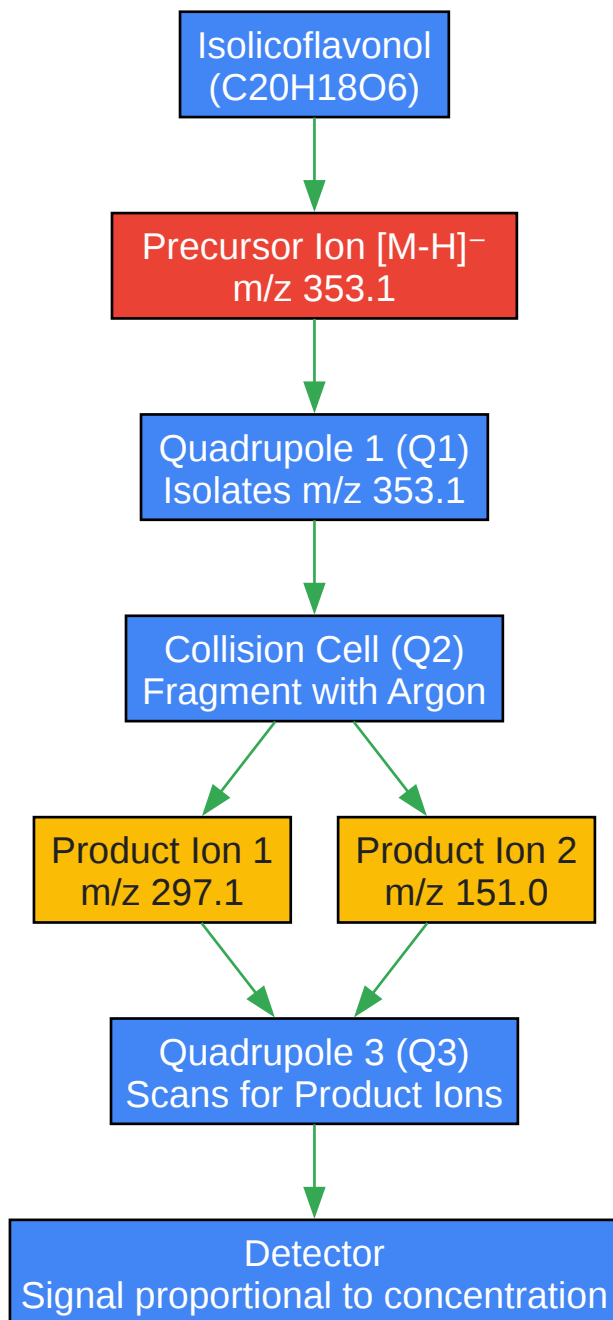 Isolicoflavonol
(C20H18O6)
Precursor Ion [M-H]⁻
m/z 353.1
Quadrupole 1 (Q1)
Isolates m/z 353.1
Collision Cell (Q2)
Fragment with Argon
Product Ion 1
m/z 297.1
Product Ion 2
m/z 151.0
Quadrupole 3 (Q3)
Scans for Product Ions
Detector
Signal proportional to concentration